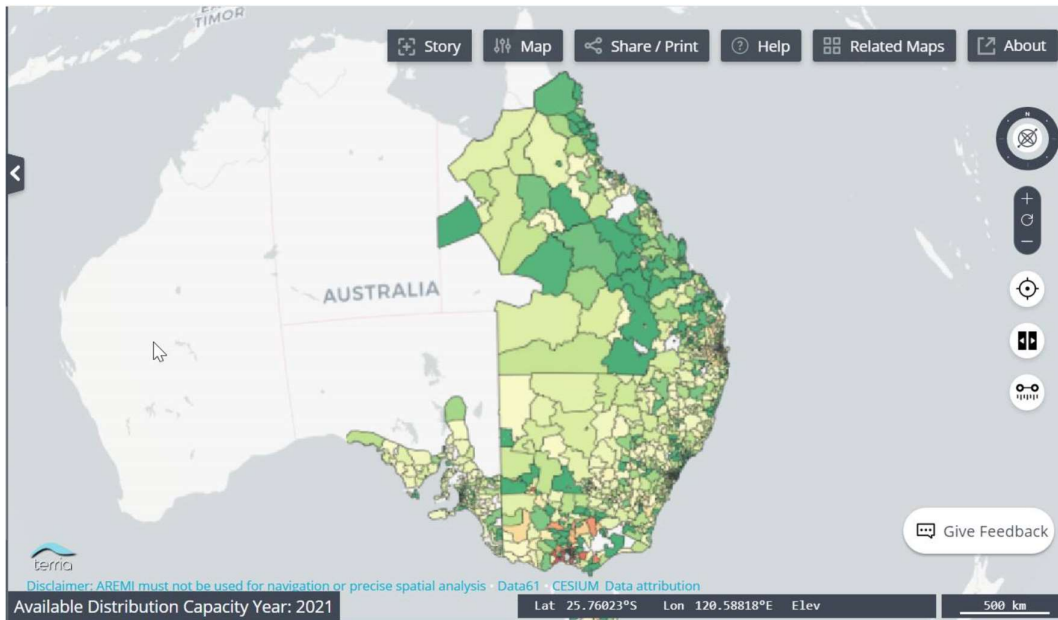 TIMOR
Story
Map
Share / Print
Help
Related Maps
About
N
AUSTRALIA
Give Feedback
terria
Disclaimer: AREMI must not be used for navigation or precise spatial analysis · Data61 · CESIUM Data attribution
Available Distribution Capacity Year: 2021
Lat 25.76023°S Lon 120.58818°E Elev
500 km